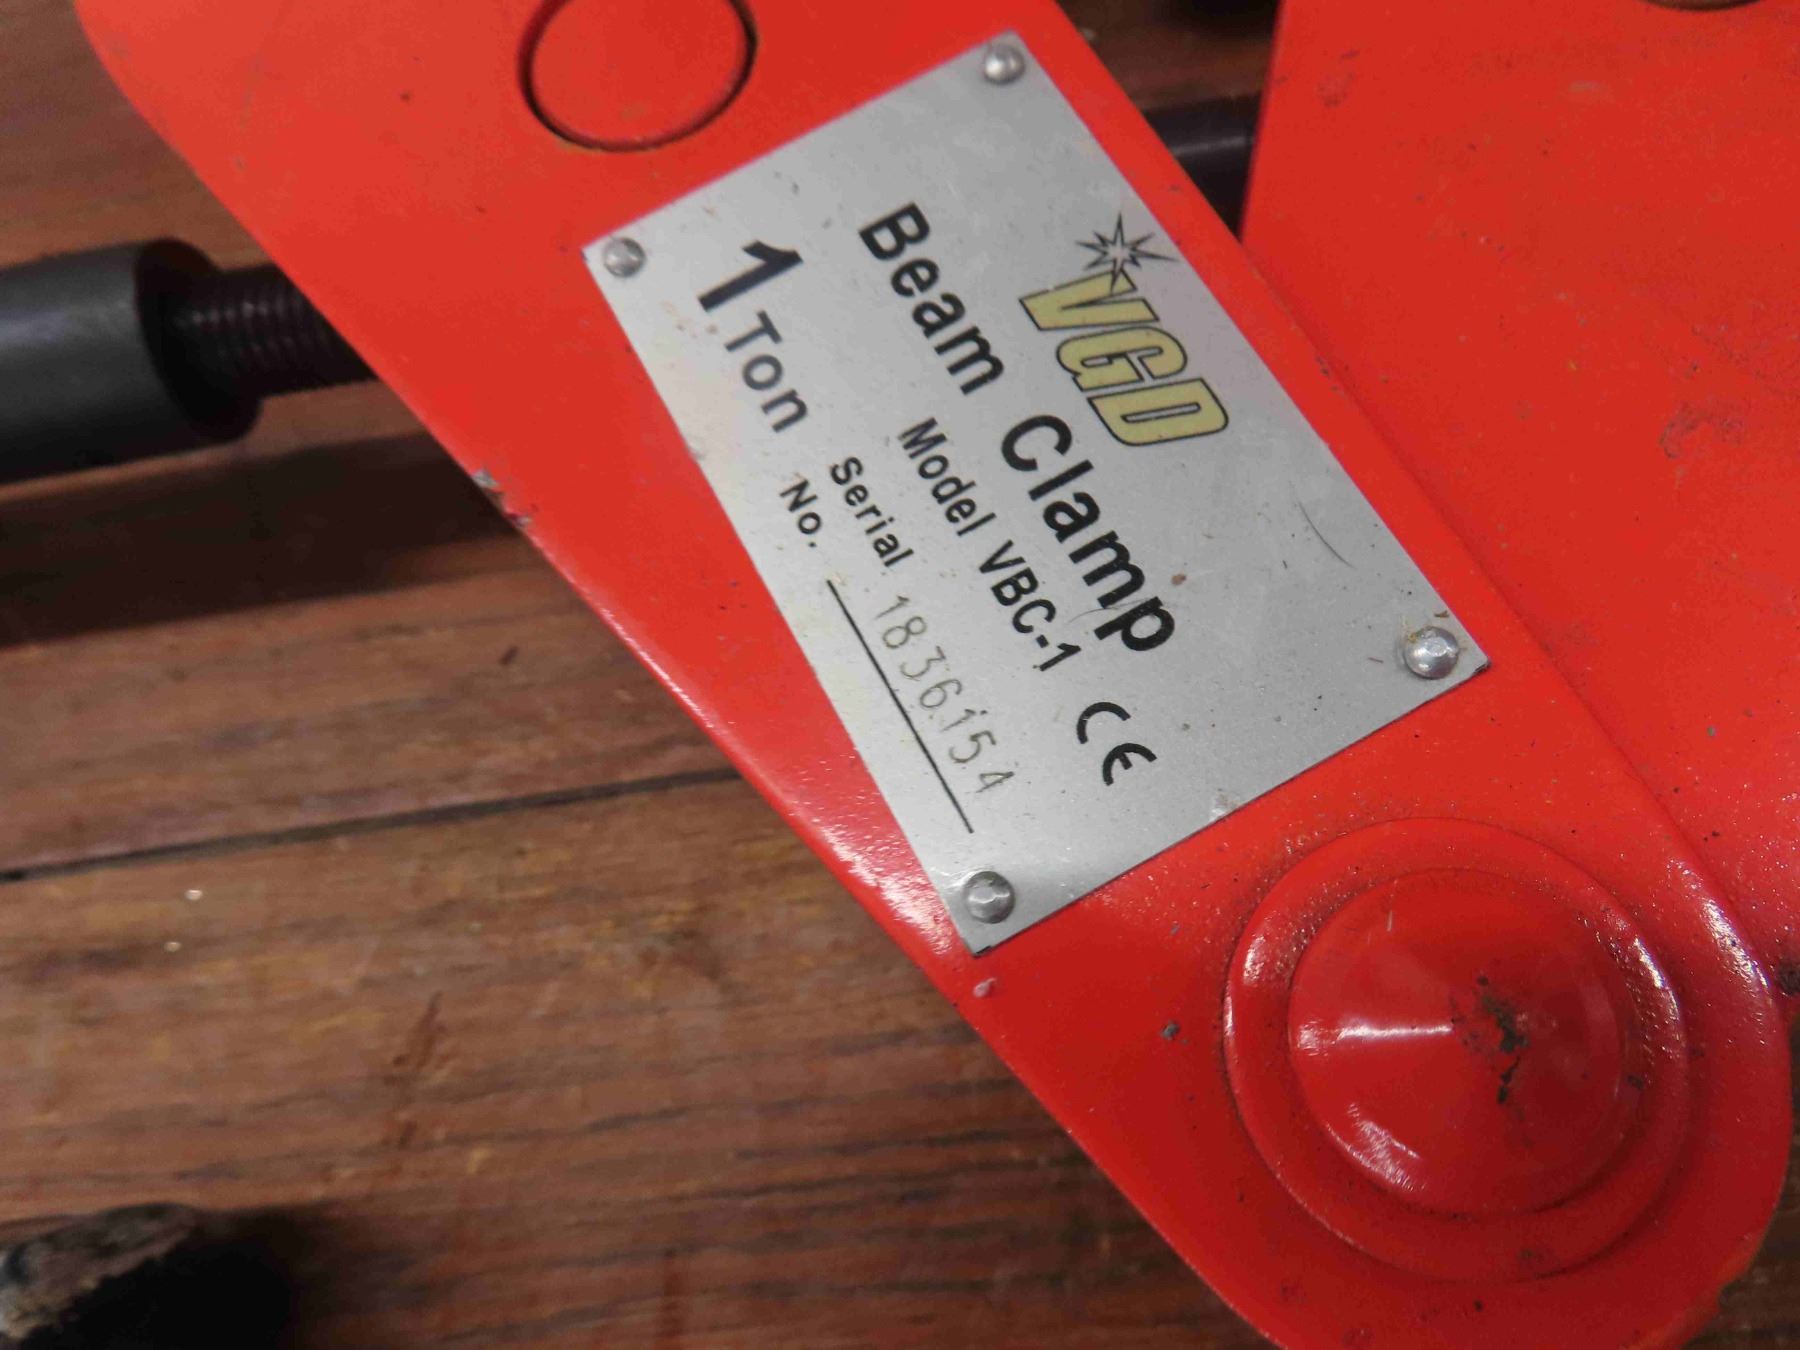 VGD
Beam Clamp
Model VBC-1 CE
1 Ton
Serial
No. 1836154